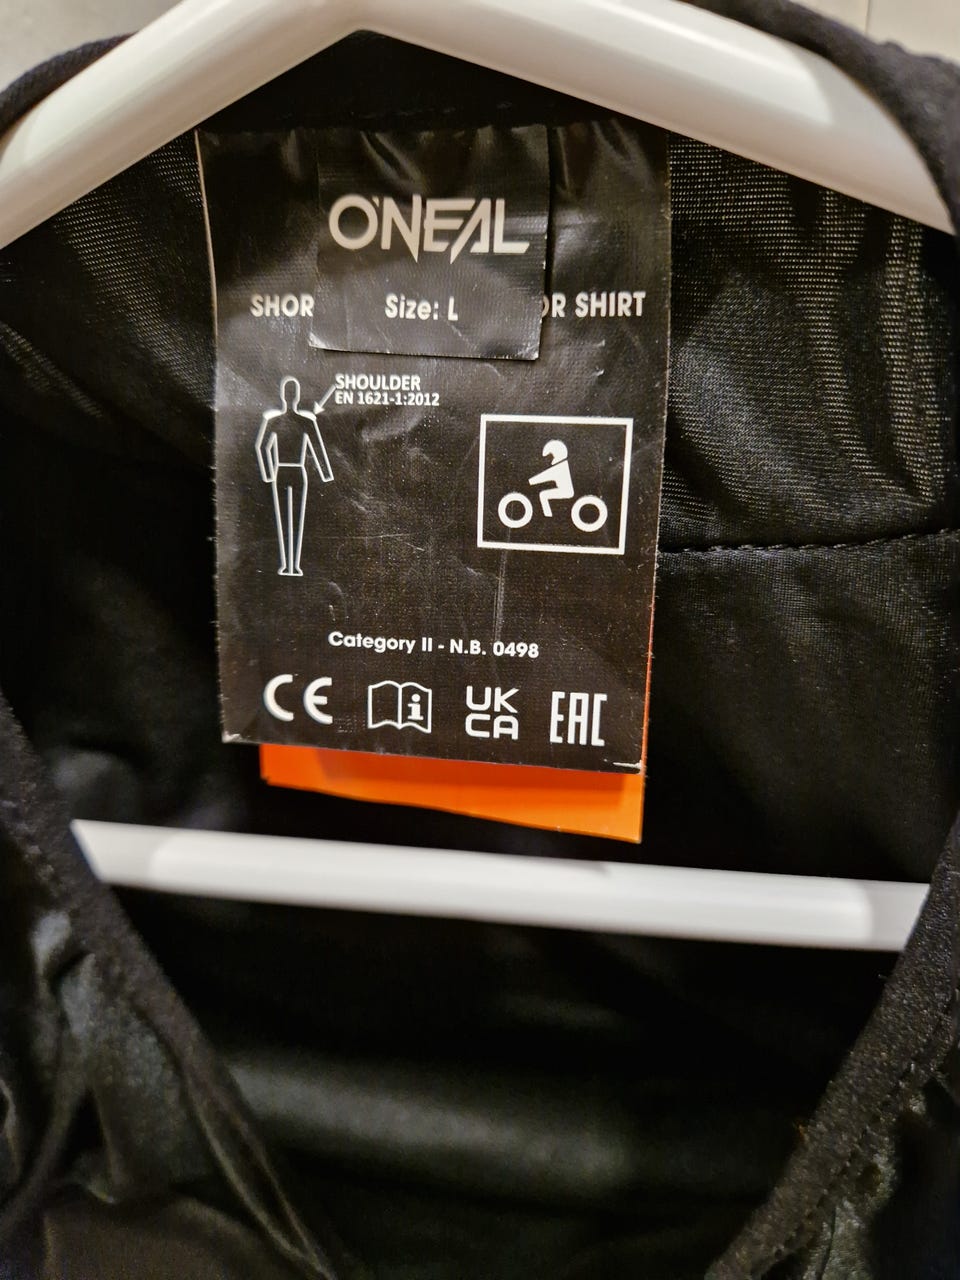 O'NEAL
SHOR
Size: L
OR SHIRT
SHOULDER
EN 1621-1:2012
Category II - N.B. 0498
CE
i
UK
CA
EAC